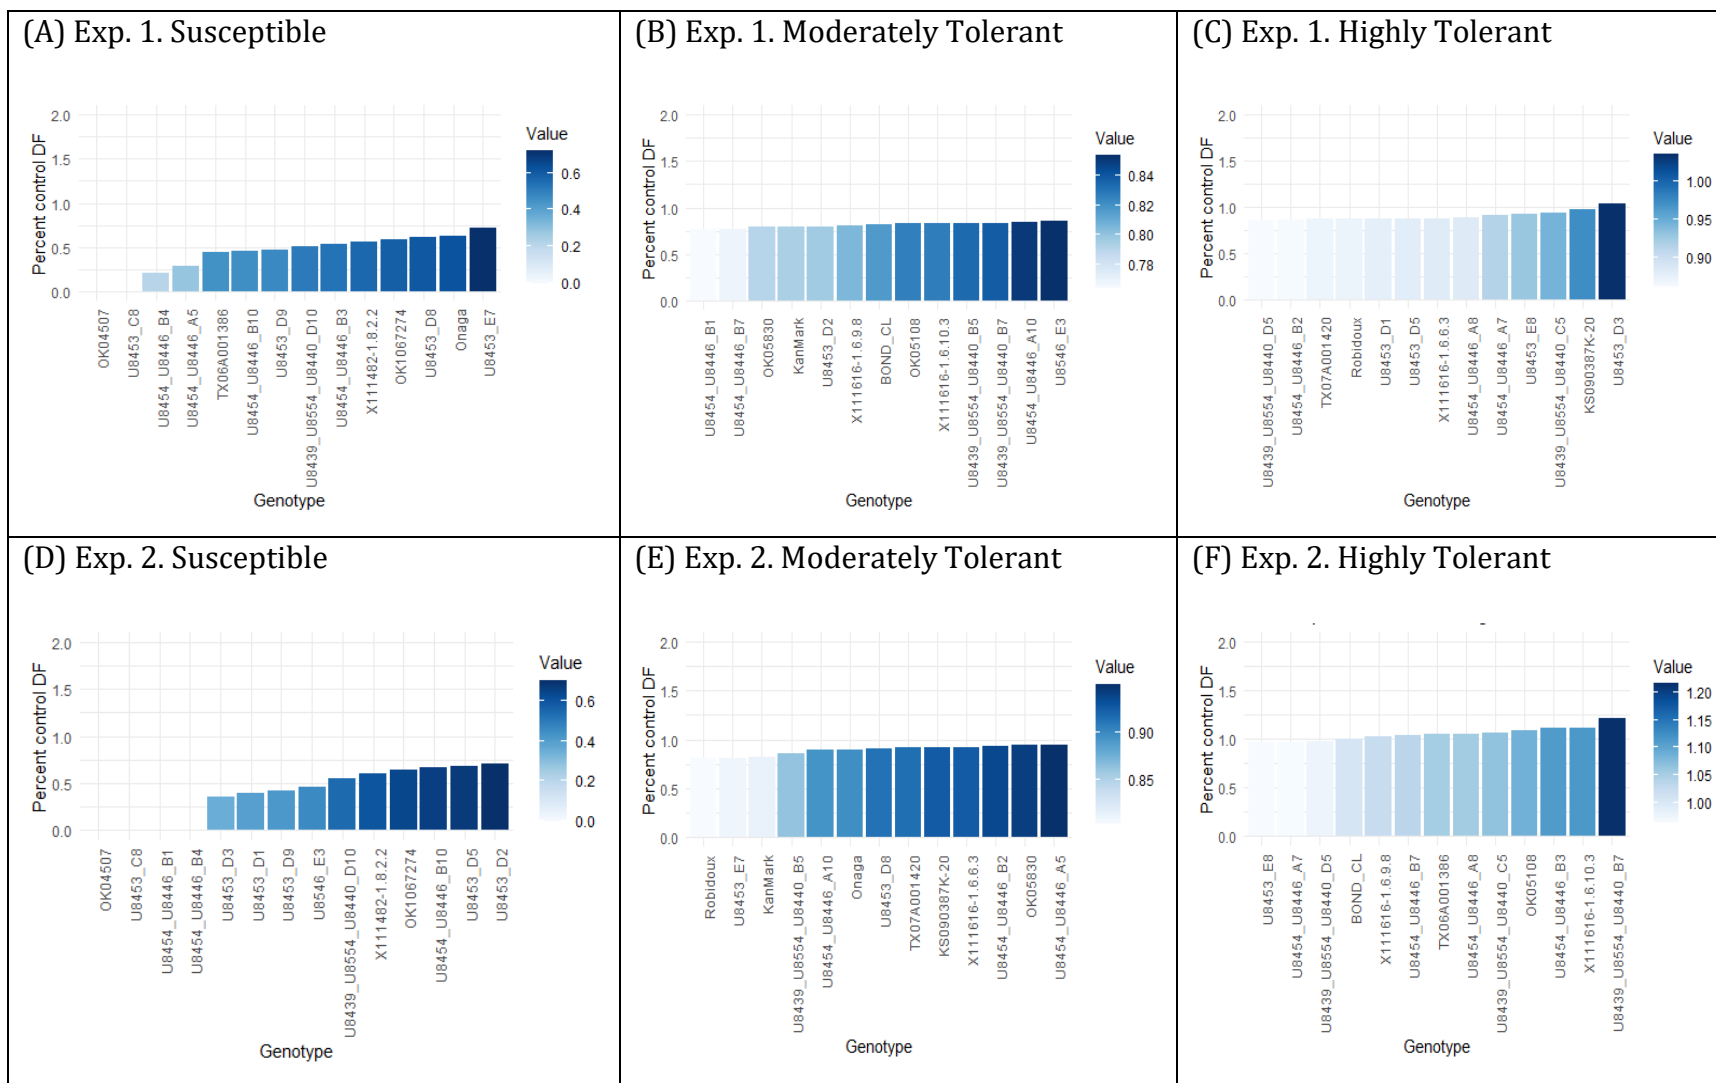 (A) Exp. 1. Susceptible
2.0
1.5
1.0
0.5
0.0
Percent control DF
OK04507
U8453_C8
U8454_U8446_B4
U8454_U8446_A5
TX06A001386
U8454_U8446_B10
U8453_D9
U8439_U8554_U8440_D10
U8454_U8446_B3
X111482-1.8.2.2
OK1067274
U8453_D8
Onaga
U8453_E7
Genotype
Value
0.6
0.4
0.2
0.0
(B) Exp. 1. Moderately Tolerant
2.0
1.5
1.0
0.5
0.0
Percent control DF
U8454_U8446_B1
U8454_U8446_B7
OK05830
KanMark
U8453_D2
X111616-1.6.9.8
BOND_CL
OK05108
X111616-1.6.10.3
U8439_U8554_U8440_B5
U8439_U8554_U8440_B7
U8454_U8446_A10
U8546_E3
Genotype
Value
0.84
0.80
0.78
(C) Exp. 1. Highly Tolerant
2.0
1.5
1.0
0.5
0.0
Percent control DF
U8439_U8554_U8440_D5
U8454_U8446_B2
TX07A001420
Robidoux
U8453_D1
U8453_D5
X111616-1.6.6.3
U8454_U8446_A8
U8454_U8446_A7
U8453_E8
U8439_U8554_U8440_C5
KS090387K-20
U8453_D3
Genotype
Value
1.00
0.95
0.90
(D) Exp. 2. Susceptible
2.0
1.5
1.0
0.5
0.0
Percent control DF
OK04507
U8453_C8
U8454_U8446_B1
U8454_U8446_B4
U8453_D3
U8453_D1
U8453_D9
U8546_E3
U8439_U8554_U8440_D10
X111482-1.8.2.2
OK1067274
U8454_U8446_B10
U8453_D5
U8453_D2
Genotype
Value
0.6
0.4
0.2
0.0
(E) Exp. 2. Moderately Tolerant
2.0
1.5
1.0
0.5
0.0
Percent control DF
Robidoux
U8453_E7
KanMark
U8439_U8554_U8440_B5
U8454_U8446_A10
Onaga
U8453_D8
TX07A001420
KS090387K-20
X111616-1.6.6.3
U8454_U8446_B2
OK05830
U8454_U8446_A5
Genotype
Value
0.90
0.85
(F) Exp. 2. Highly Tolerant
2.0
1.5
1.0
0.5
0.0
Percent control DF
U8453_E8
U8454_U8446_A7
U8439_U8554_U8440_D5
BOND_CL
X111616-1.6.9.8
U8454_U8446_B7
TX06A001386
U8454_U8446_A8
U8439_U8554_U8440_C5
OK05108
U8454_U8446_B3
X111616-1.6.10.3
U8439_U8554_U8440_B7
Genotype
Value
1.20
1.15
1.10
1.05
1.00